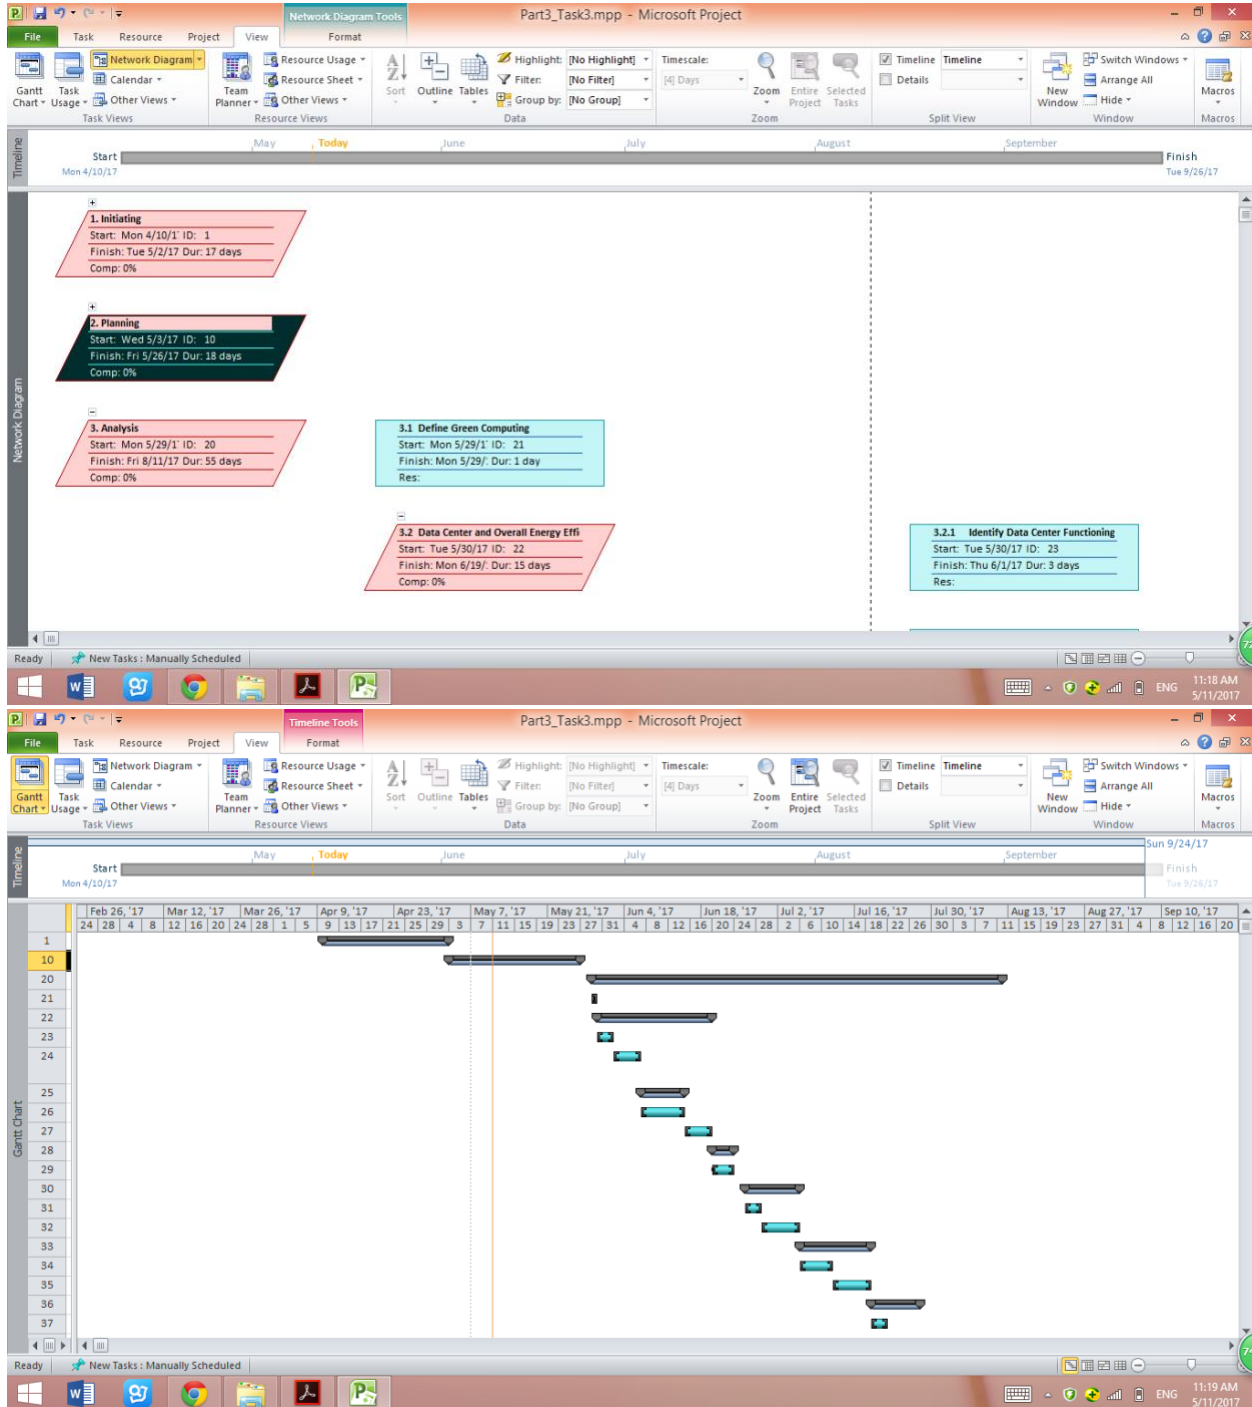 Network Diagram Tools
Part3_Task3.mpp - Microsoft Project
File Task Resource Project View Format
Network Diagram
Calendar
Other Views
Gantt Chart
Task Usage
Task Views
Team Planner
Resource Usage
Resource Sheet
Other Views
Resource Views
Sort
Outline
Tables
Highlight: [No Highlight]
Filter: [No Filter]
Group by: [No Group]
Data
Timescale:
[4] Days
Zoom
Entire Project
Selected Tasks
Zoom
Timeline Timeline
Details
Split View
New Window
Switch Windows
Arrange All
Hide
Window
Macros
Macros
Timeline
May Today June July August September
Start
Mon 4/10/17
Finish
Tue 9/26/17
Network Diagram
1. Initiating
Start: Mon 4/10/1 ID: 1
Finish: Tue 5/2/17 Dur: 17 days
Comp: 0%
2. Planning
Start: Wed 5/3/17 ID: 10
Finish: Fri 5/26/17 Dur: 18 days
Comp: 0%
3. Analysis
Start: Mon 5/29/1 ID: 20
Finish: Fri 8/11/17 Dur: 55 days
Comp: 0%
3.1 Define Green Computing
Start: Mon 5/29/1 ID: 21
Finish: Mon 5/29/ Dur: 1 day
Res:
3.2 Data Center and Overall Energy Effi
Start: Tue 5/30/17 ID: 22
Finish: Mon 6/19/ Dur: 15 days
Comp: 0%
3.2.1 Identify Data Center Functioning
Start: Tue 5/30/17 ID: 23
Finish: Thu 6/1/17 Dur: 3 days
Res:
Ready New Tasks : Manually Scheduled
ENG
11:18 AM
5/11/2017
Timeline Tools
Part3_Task3.mpp - Microsoft Project
File Task Resource Project View Format
Gantt Chart
Task Usage
Network Diagram
Calendar
Other Views
Task Views
Team Planner
Resource Usage
Resource Sheet
Other Views
Resource Views
Sort
Outline
Tables
Highlight: [No Highlight]
Filter: [No Filter]
Group by: [No Group]
Data
Timescale:
[4] Days
Zoom
Entire Project
Selected Tasks
Zoom
Timeline Timeline
Details
Split View
New Window
Switch Windows
Arrange All
Hide
Window
Macros
Macros
Timeline
Sun 9/24/17
May Today June July August September
Start
Mon 4/10/17
Finish
Tue 9/26/17
Feb 26, '17 Mar 12, '17 Mar 26, '17 Apr 9, '17 Apr 23, '17 May 7, '17 May 21, '17 Jun 4, '17 Jun 18, '17 Jul 2, '17 Jul 16, '17 Jul 30, '17 Aug 13, '17 Aug 27, '17 Sep 10, '17
24 28 4 8 12 16 20 24 28 1 5 9 13 17 21 25 29 3 7 11 15 19 23 27 31 4 8 12 16 20 24 28 2 6 10 14 18 22 26 30 3 7 11 15 19 23 27 31 4 8 12 16 20
Gantt Chart
1
10
20
21
22
23
24
25
26
27
28
29
30
31
32
33
34
35
36
37
Ready New Tasks : Manually Scheduled
ENG
11:19 AM
5/11/2017